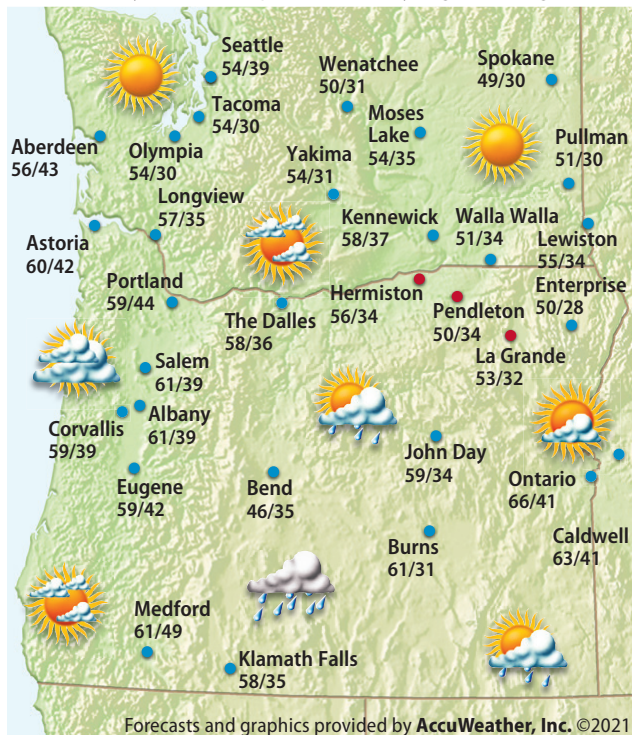 Seattle
54/39
Spokane
49/30
Wenatchee
50/31
Tacoma
54/30
Moses
Lake
54/35
Aberdeen
56/43
Olympia
54/30
Yakima
54/31
Pullman
51/30
Longview
57/35
Kennewick
58/37
Walla Walla
51/34
Lewiston
55/34
Astoria
60/42
Portland
59/44
The Dalles
58/36
Hermiston
56/34
Pendleton
50/34
Enterprise
50/28
La Grande
53/32
Salem
61/39
Albany
61/39
Corvallis
59/39
Eugene
59/42
Bend
46/35
John Day
59/34
Ontario
66/41
Burns
61/31
Caldwell
63/41
Medford
61/49
Klamath Falls
58/35
Forecasts and graphics provided by AccuWeather, Inc. ©2021